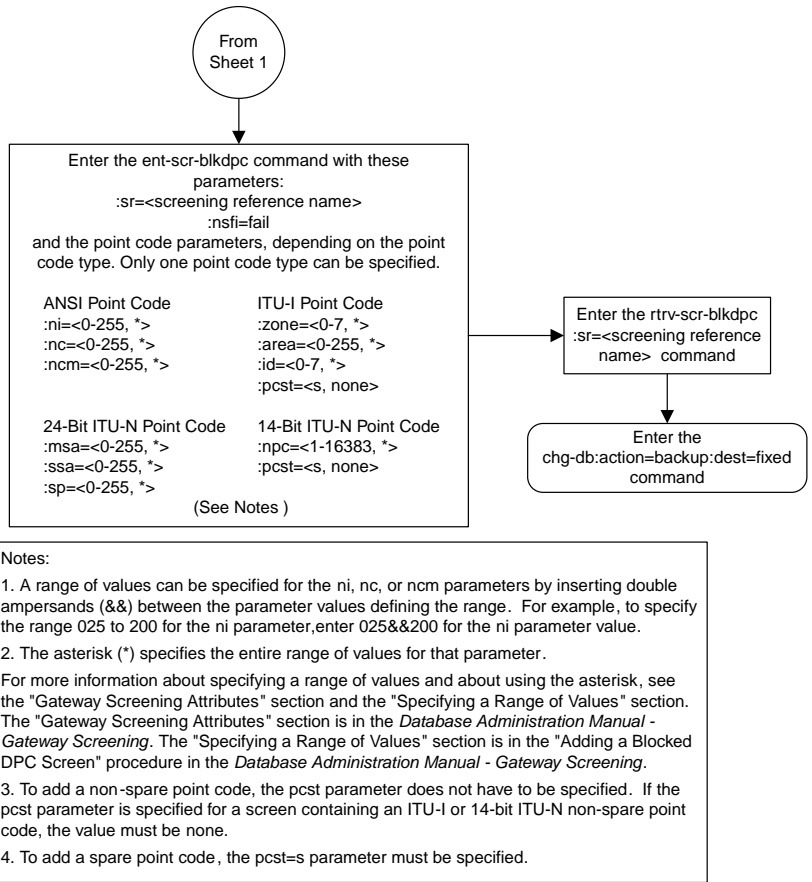 From
Sheet 1
Enter the ent-scr-blkdpc command with these
parameters:
:sr=<screening reference name>
:nsfi=fail
and the point code parameters, depending on the point
code type. Only one point code type can be specified.
ANSI Point Code
:ni=<0-255, *>
:nc=<0-255, *>
:ncm=<0-255, *>
ITU-I Point Code
:zone=<0-7, *>
:area=<0-255, *>
:id=<0-7, *>
:pcst=<s, none>
24-Bit ITU-N Point Code
:msa=<0-255, *>
:ssa=<0-255, *>
:sp=<0-255, *>
14-Bit ITU-N Point Code
:npc=<1-16383, *>
:pcst=<s, none>
(See Notes )
Enter the rtrv-scr-blkdpc
:sr=<screening reference
name> command
Enter the
chg-db:action=backup:dest=fixed
command
Notes:
1. A range of values can be specified for the ni, nc, or ncm parameters by inserting double
ampersands (&&) between the parameter values defining the range. For example, to specify
the range 025 to 200 for the ni parameter,enter 025&&200 for the ni parameter value.
2. The asterisk (*) specifies the entire range of values for that parameter.
For more information about specifying a range of values and about using the asterisk, see
the "Gateway Screening Attributes" section and the "Specifying a Range of Values" section.
The "Gateway Screening Attributes" section is in the Database Administration Manual -
Gateway Screening. The "Specifying a Range of Values" section is in the "Adding a Blocked
DPC Screen" procedure in the Database Administration Manual - Gateway Screening.
3. To add a non-spare point code, the pcst parameter does not have to be specified. If the
pcst parameter is specified for a screen containing an ITU-I or 14-bit ITU-N non-spare point
code, the value must be none.
4. To add a spare point code, the pcst=s parameter must be specified.